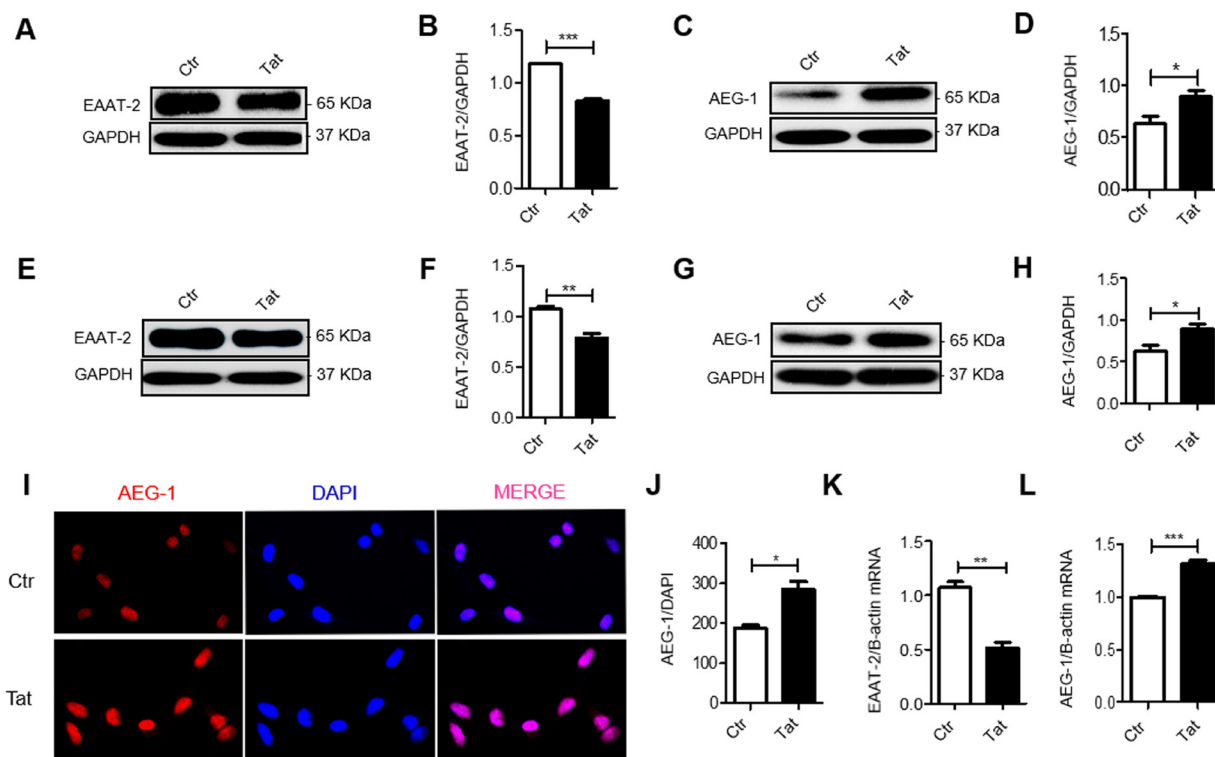 A
Ctr
Tat
EAAT-2
65 KDa
GAPDH
37 KDa
B
EAAT-2/GAPDH
1.5
1.0
0.5
1.0
***
Ctr
Tat
C
Ctr
Tat
AEG-1
65 KDa
GAPDH
37 KDa
D
AEG-1/GAPDH
1.5
1.0
0.5
1.0
*
Ctr
Tat
E
Ctr
Tat
EAAT-2
65 KDa
GAPDH
37 KDa
F
EAAT-2/GAPDH
1.5
1.0
0.5
0.0
**
Ctr
Tat
G
Ctr
Tat
AEG-1
65 KDa
GAPDH
37 KDa
H
AEG-1/GAPDH
1.5
1.0
0.5
0.0
*
Ctr
Tat
I
AEG-1
DAPI
MERGE
Ctr
Tat
J
AEG-1/DAPI
400
300
200
100
0
*
Ctr
Tat
K
EAAT-2/B-actin mRNA
1.5
1.0
0.5
1.0
**
Ctr
Tat
L
AEG-1/B-actin mRNA
1.5
1.0
0.5
1.0
***
Ctr
Tat